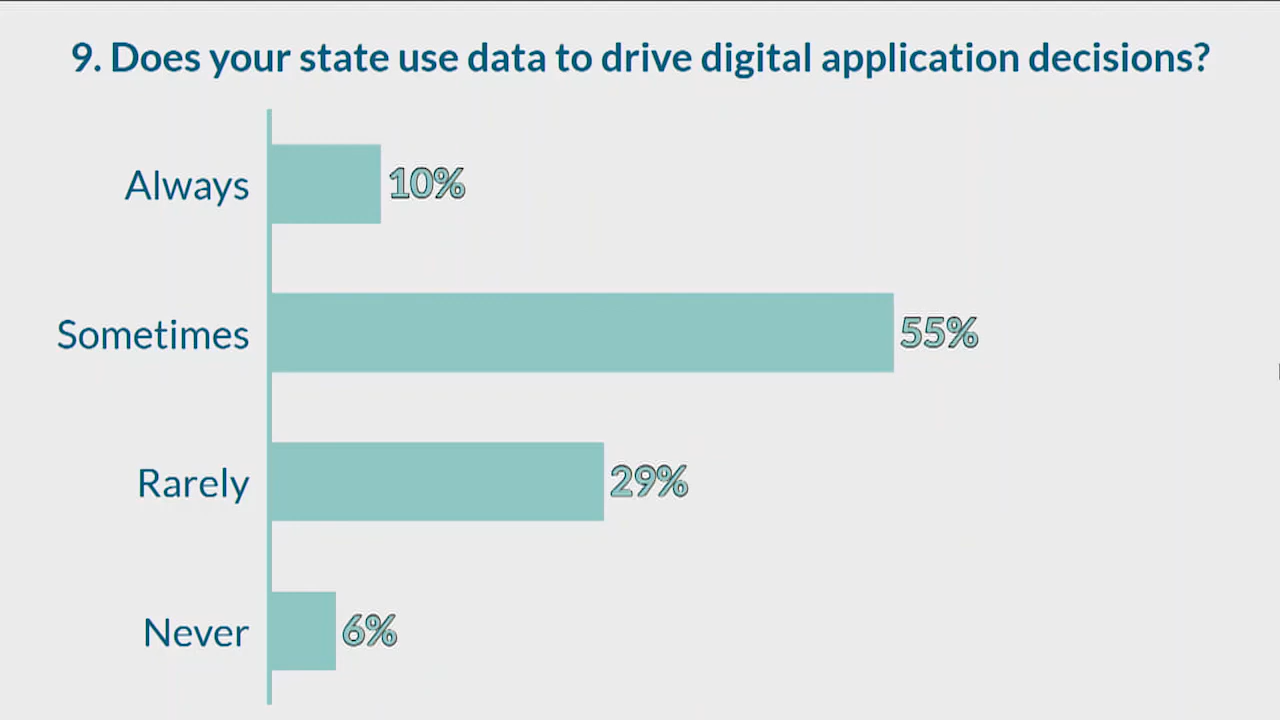 9. Does your state use data to drive digital application decisions?
Always 10%
Sometimes 55%
Rarely 29%
Never 6%